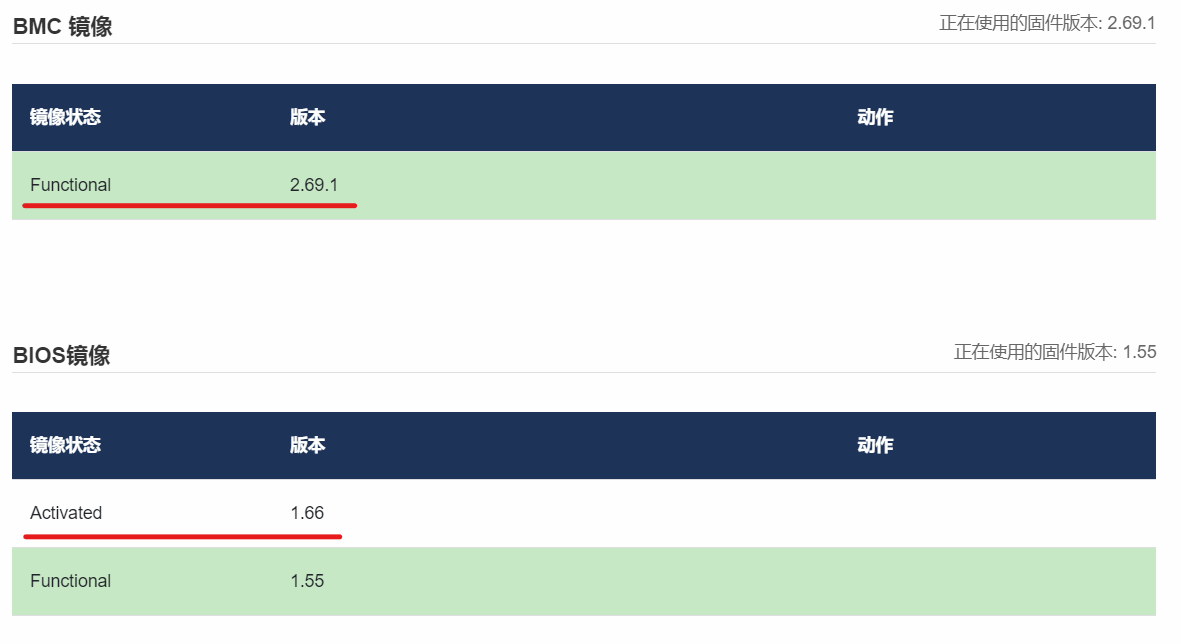 BMC 镜像 正在使用的固件版本: 2.69.1
镜像状态 版本 动作
Functional 2.69.1
BIOS镜像 正在使用的固件版本: 1.55
镜像状态 版本 动作
Activated 1.66
Functional 1.55